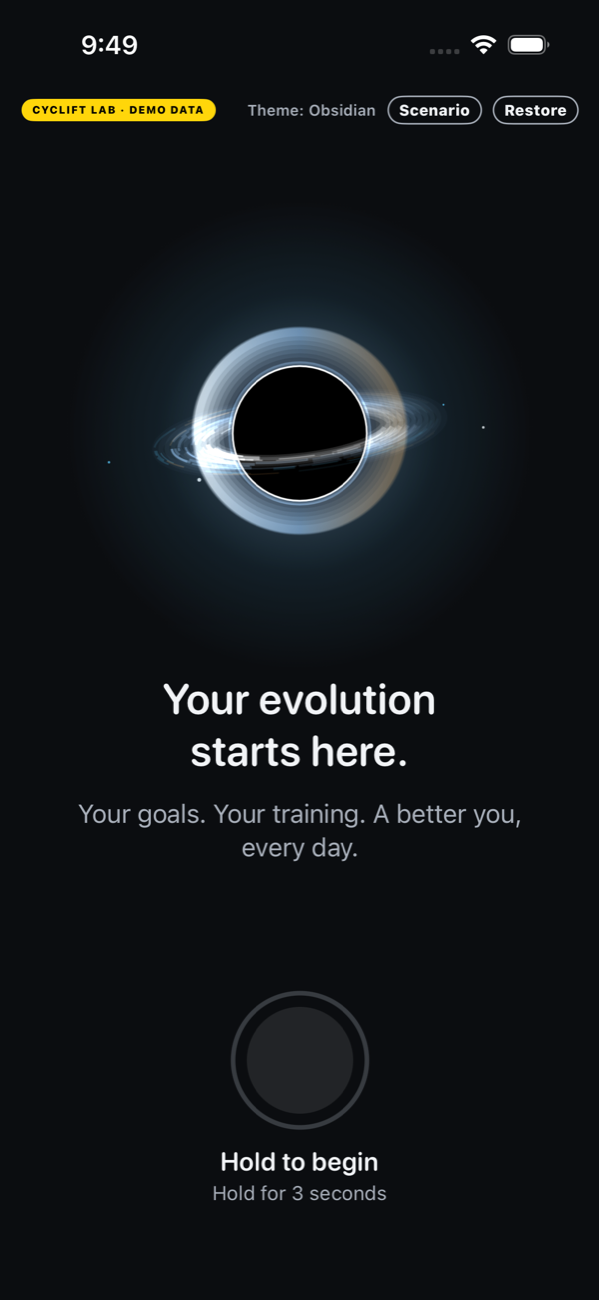 9:49
CYCLIFT LAB · DEMO DATA
Theme: Obsidian
Scenario
Restore
Your evolution
starts here.
Your goals. Your training. A better you,
every day.
Hold to begin
Hold for 3 seconds